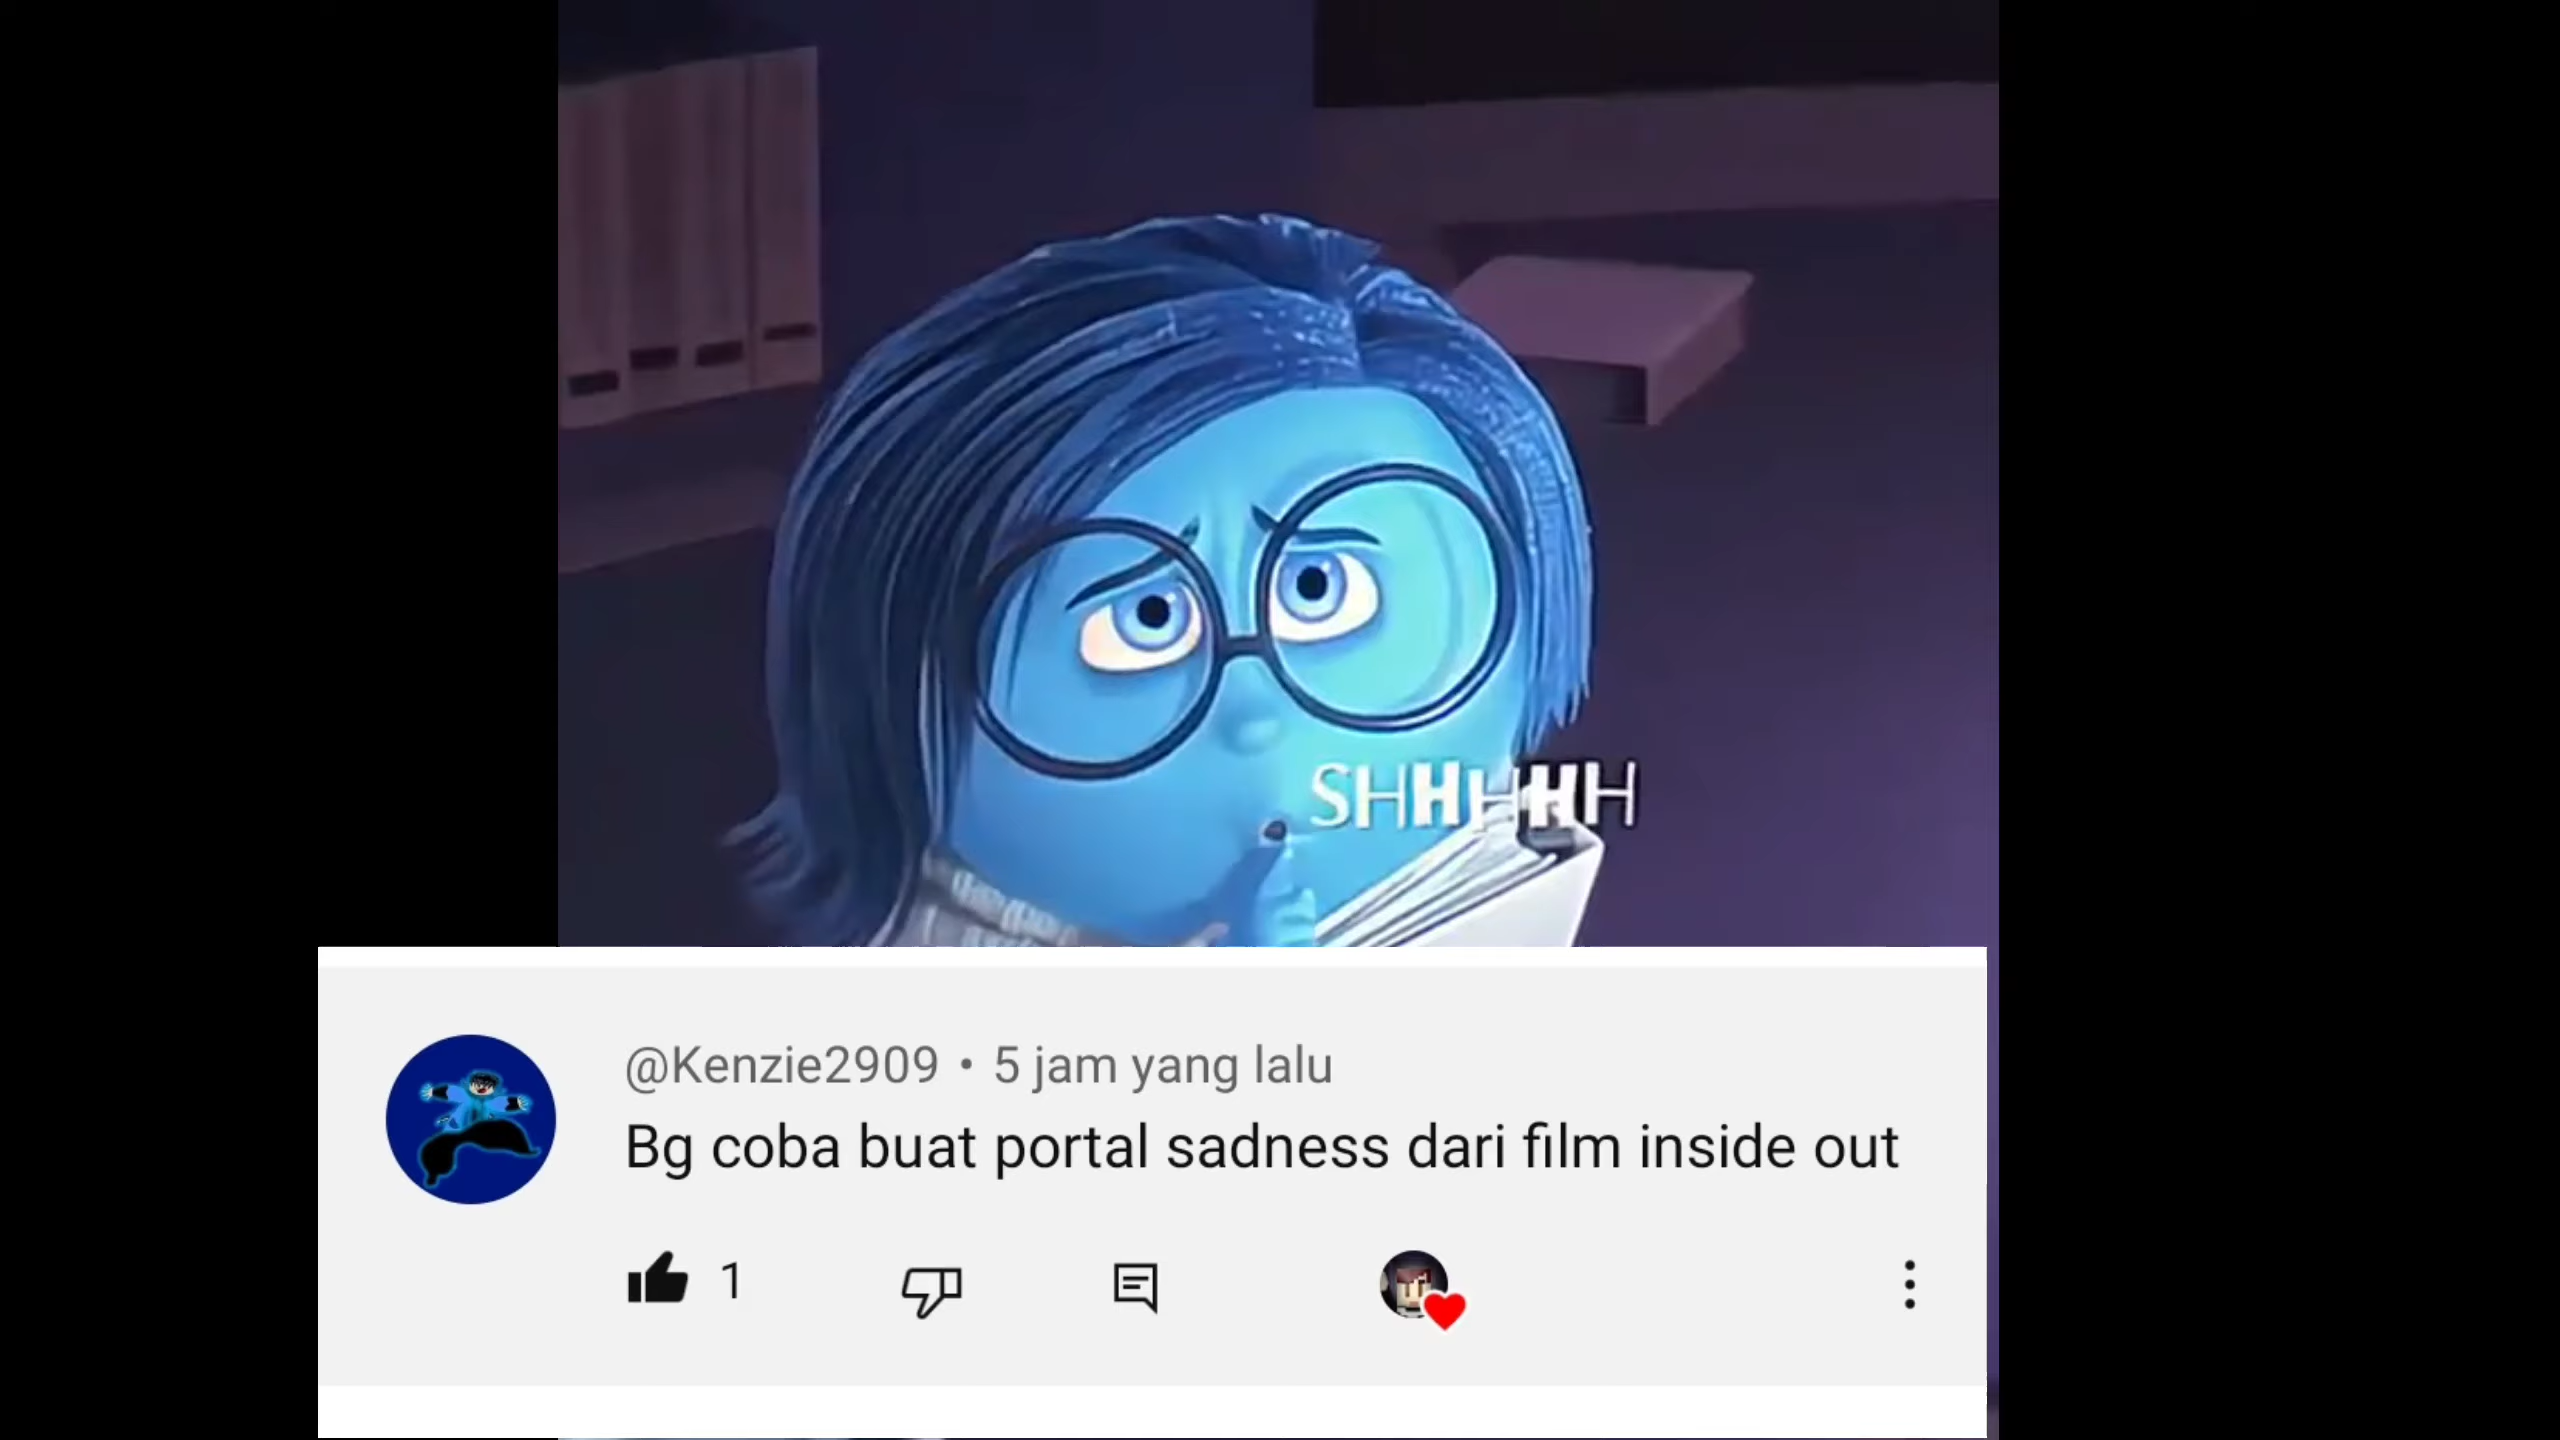 SHHHHH
@Kenzie2909 • 5 jam yang lalu
Bg coba buat portal sadness dari film inside out
1